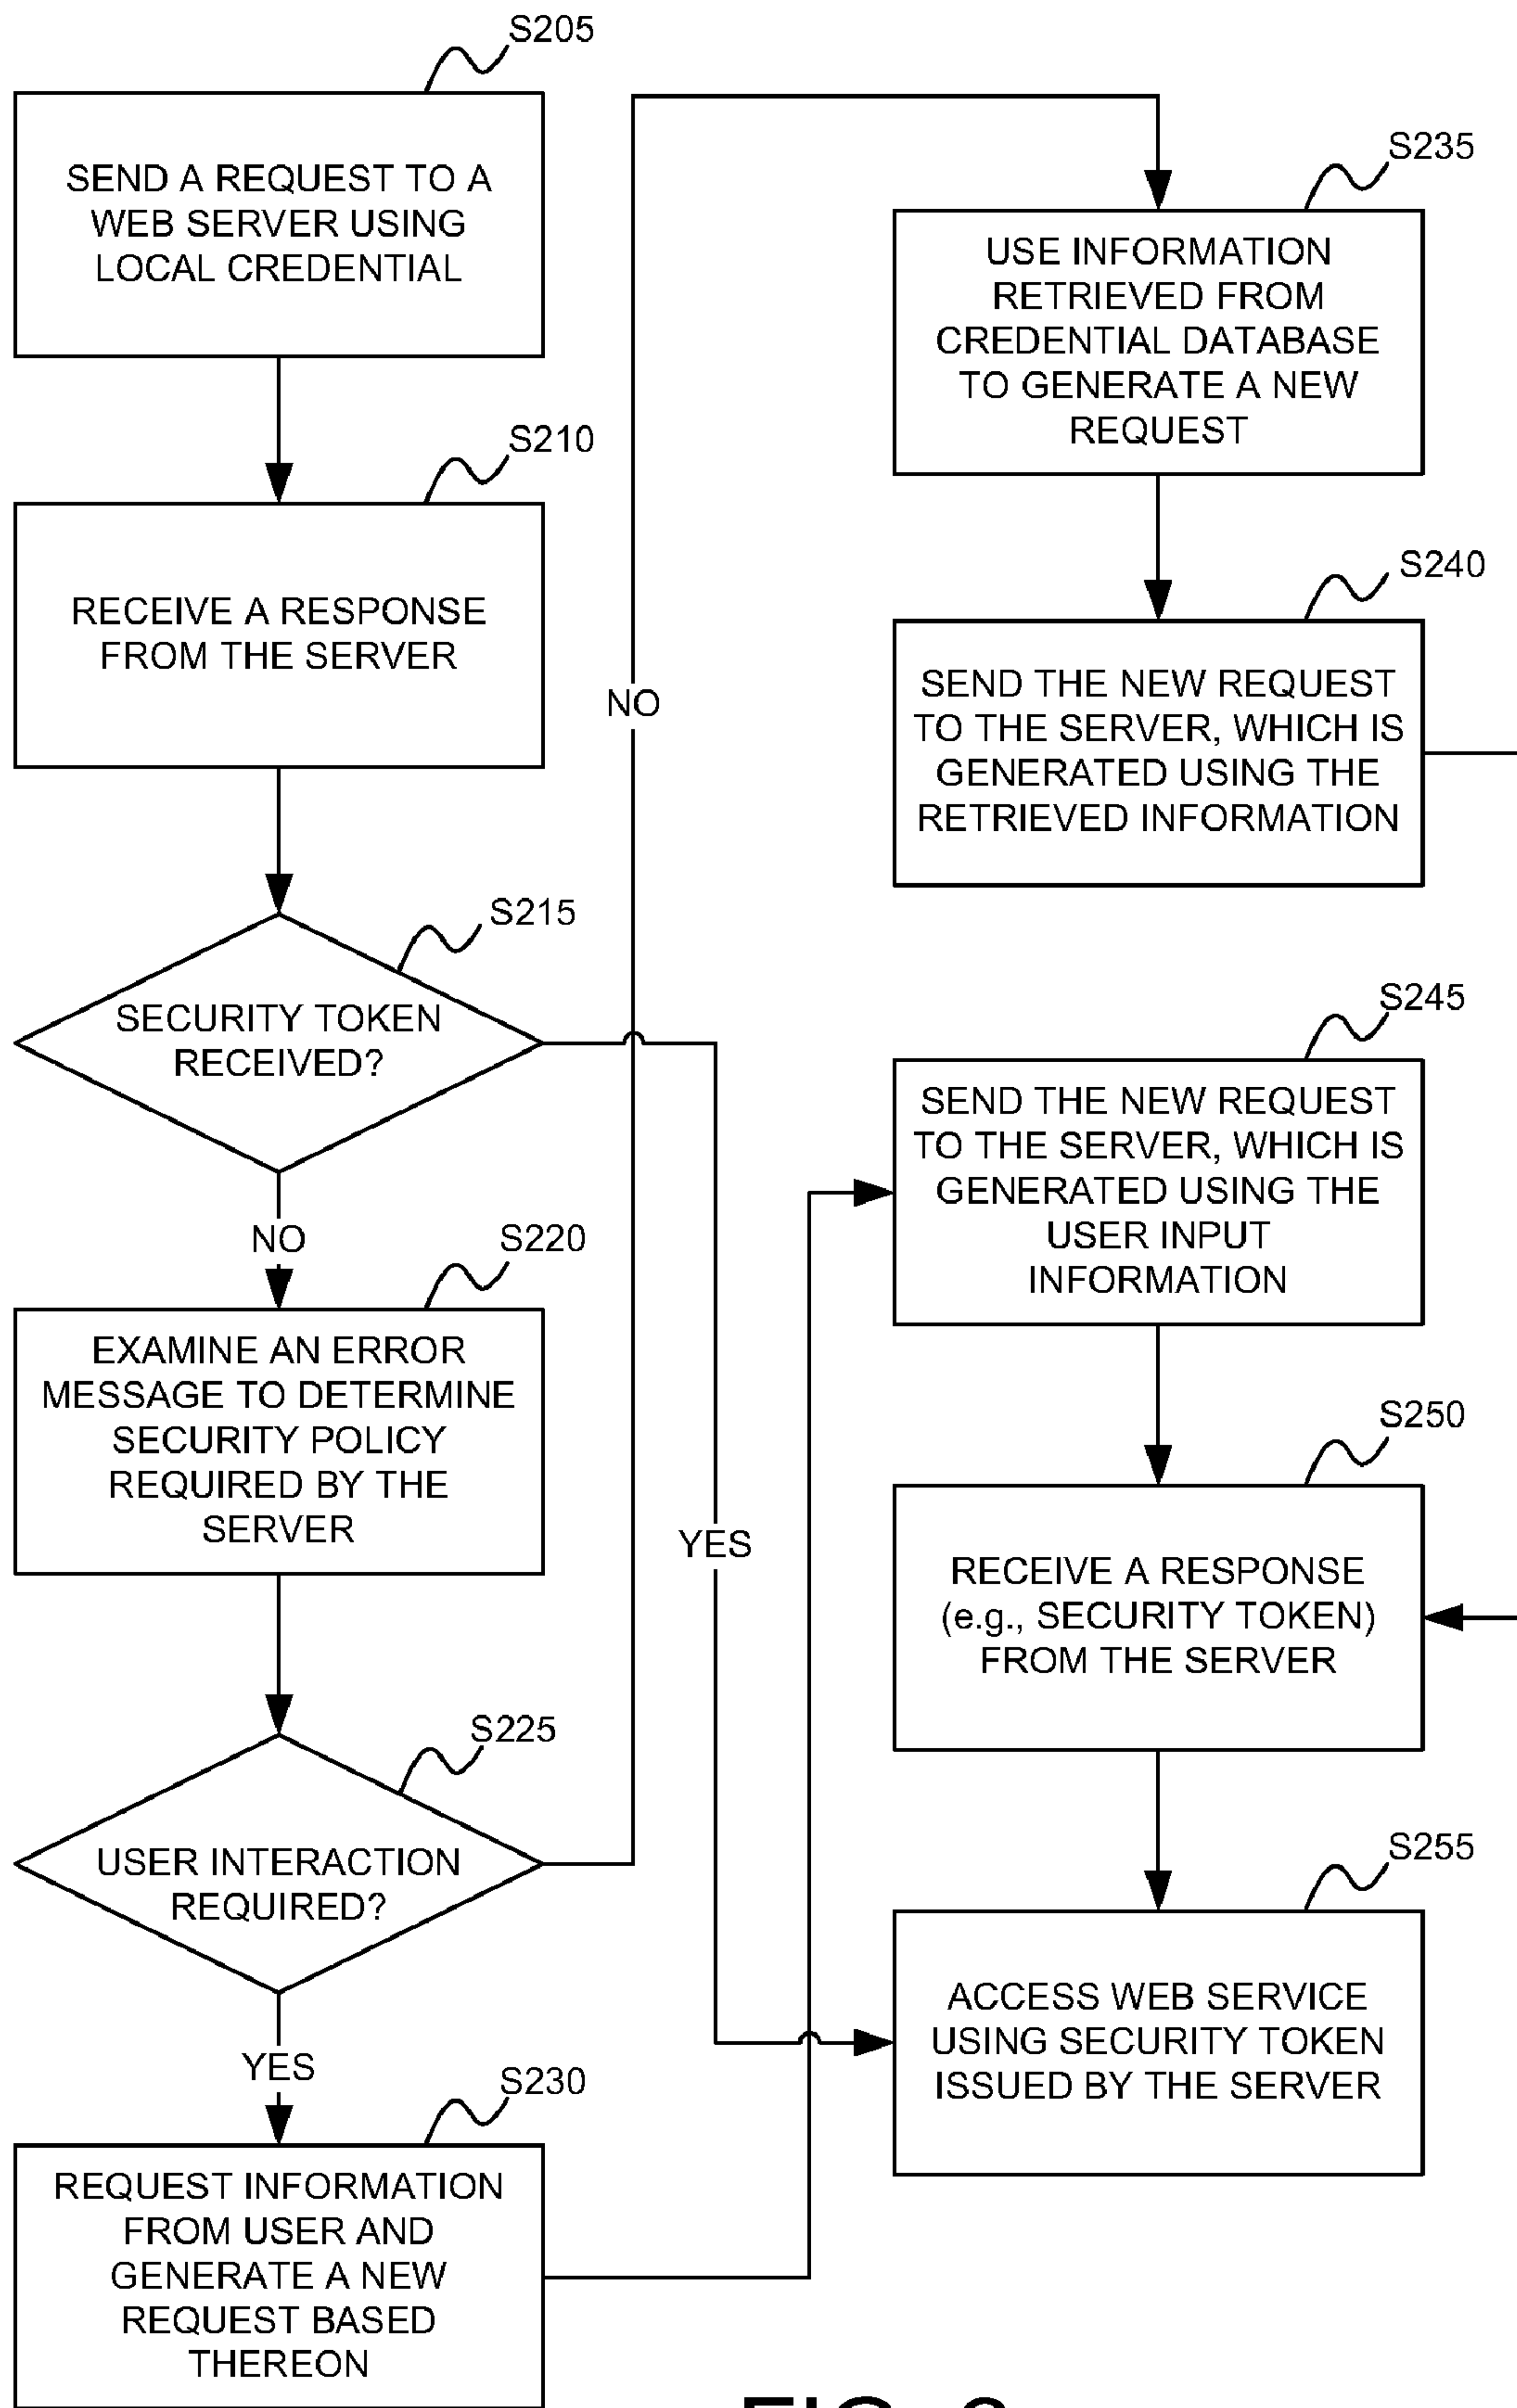 S205
SEND A REQUEST TO A
WEB SERVER USING
LOCAL CREDENTIAL
S210
RECEIVE A RESPONSE
FROM THE SERVER
S215
SECURITY TOKEN
RECEIVED?
NO
S220
EXAMINE AN ERROR
MESSAGE TO DETERMINE
SECURITY POLICY
REQUIRED BY THE
SERVER
S225
USER INTERACTION
REQUIRED?
YES
S230
REQUEST INFORMATION
FROM USER AND
GENERATE A NEW
REQUEST BASED
THEREON
NO
YES
S235
USE INFORMATION
RETRIEVED FROM
CREDENTIAL DATABASE
TO GENERATE A NEW
REQUEST
S240
SEND THE NEW REQUEST
TO THE SERVER, WHICH IS
GENERATED USING THE
RETRIEVED INFORMATION
S245
SEND THE NEW REQUEST
TO THE SERVER, WHICH IS
GENERATED USING THE
USER INPUT
INFORMATION
S250
RECEIVE A RESPONSE
(e.g., SECURITY TOKEN)
FROM THE SERVER
S255
ACCESS WEB SERVICE
USING SECURITY TOKEN
ISSUED BY THE SERVER